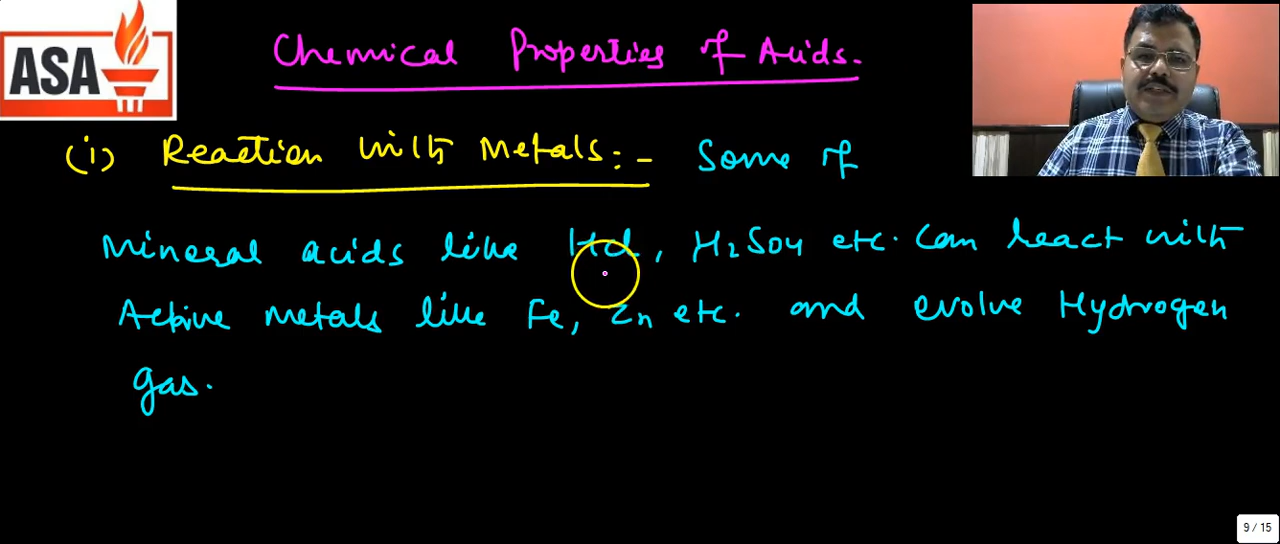 ASA
Chemical Properties of Acids.
(i) Reaction with Metals:- Some of
Mineral acids like HCl, H₂SO₄ etc. can react with
Active metals like Fe, Zn etc. and evolve Hydrogen
gas.
9 / 15